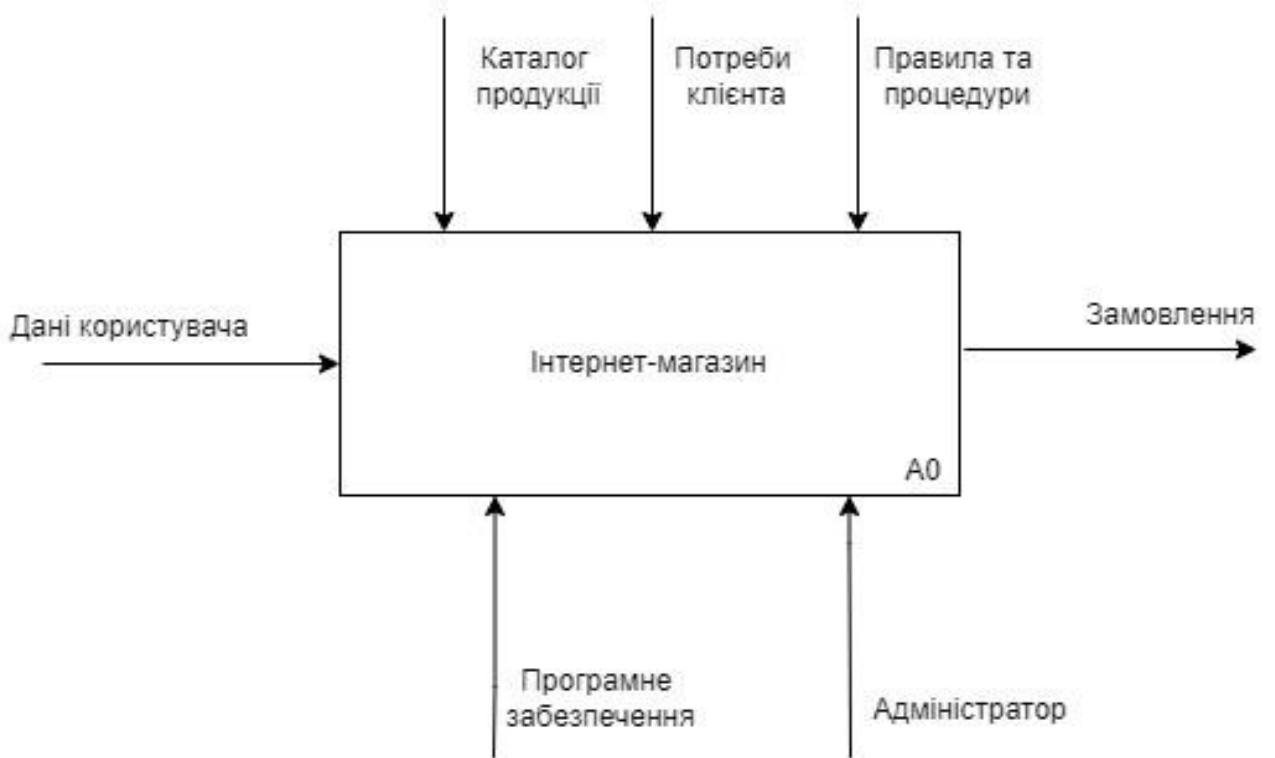 Каталог
продукції
Потреби
клієнта
Правила та
процедури
Дані користувача
Замовлення
Інтернет-магазин
A0
Програмне
забезпечення
Адміністратор